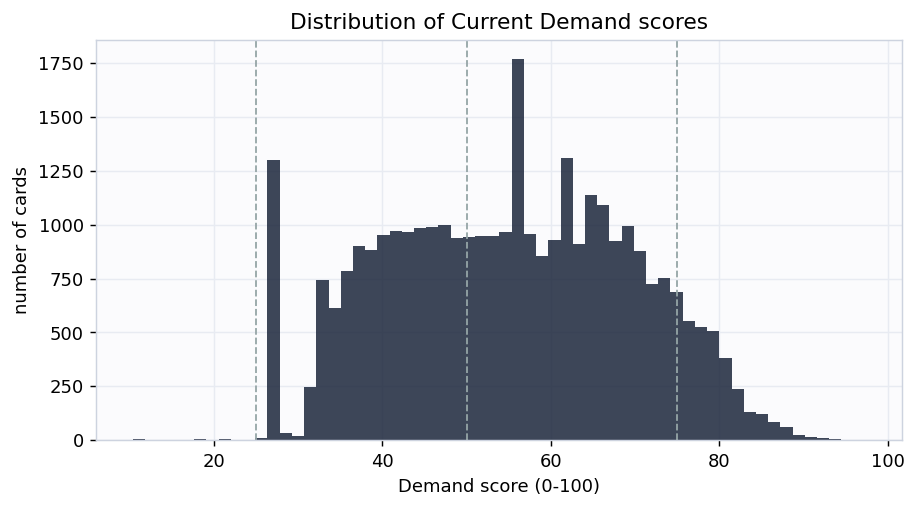 Distribution of Current Demand scores
number of cards
1750
1500
1250
1000
750
500
250
0
20 40 60 80 100
Demand score (0-100)